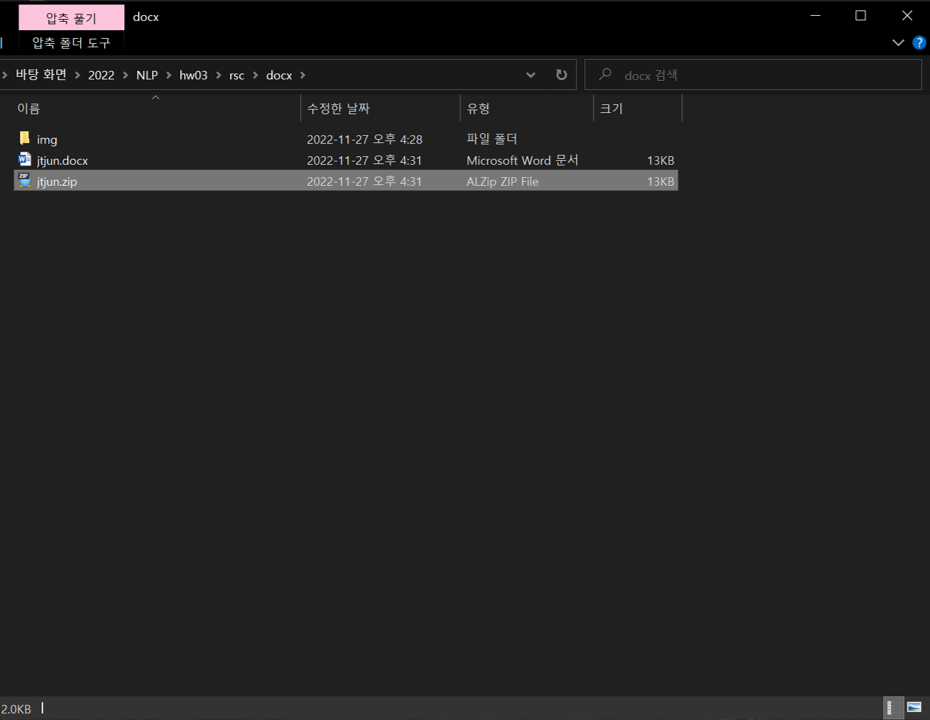 압축 풀기 docx
압축 폴더 도구
바탕 화면 > 2022 > NLP > hw03 > rsc > docx > docx 검색
이름 수정한 날짜 유형 크기
img 2022-11-27 오후 4:28 파일 폴더
jtjun.docx 2022-11-27 오후 4:31 Microsoft Word 문서 13KB
jtjun.zip 2022-11-27 오후 4:31 ALZip ZIP File 13KB
2.0KB